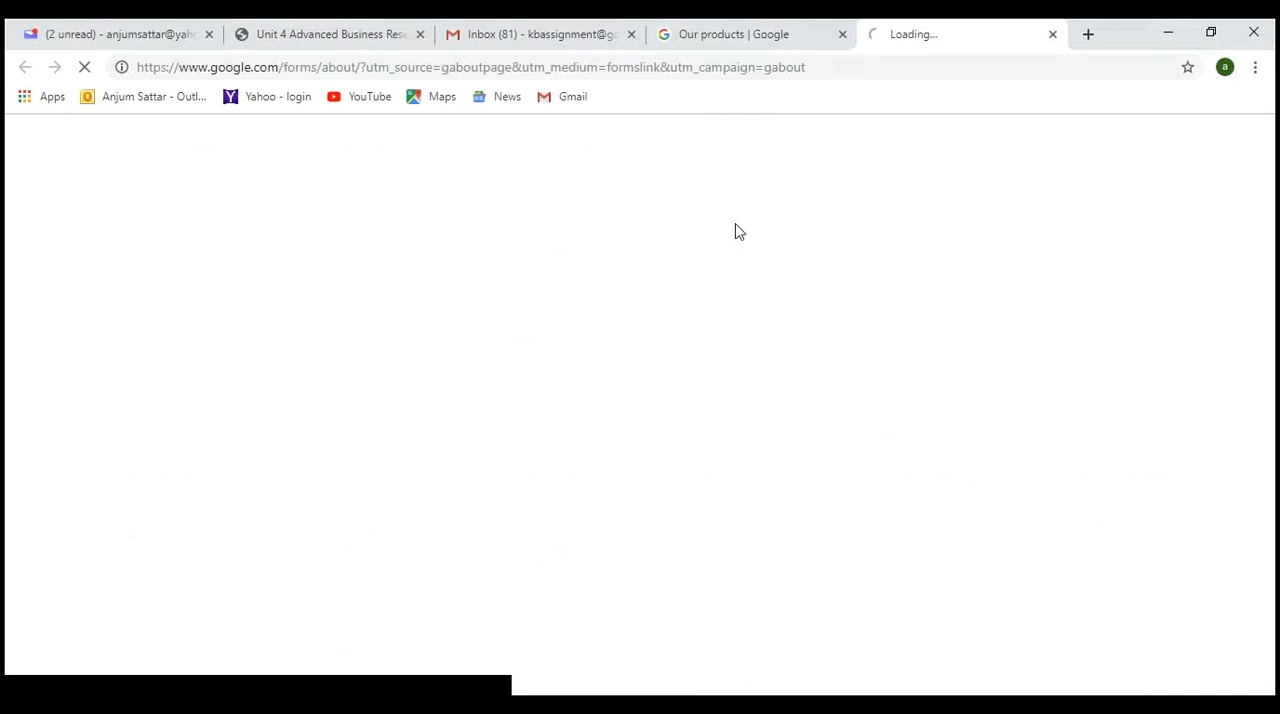 (2 unread) - anjumsattar@yah
Unit 4 Advanced Business Rese
Inbox (81) - kbassignment@go
Our products | Google
Loading...
https://www.google.com/forms/about/?utm_source=gaboutpage&utm_medium=formslink&utm_campaign=gabout
a
Apps
Anjum Sattar - Outl...
Yahoo - login
YouTube
Maps
News
Gmail